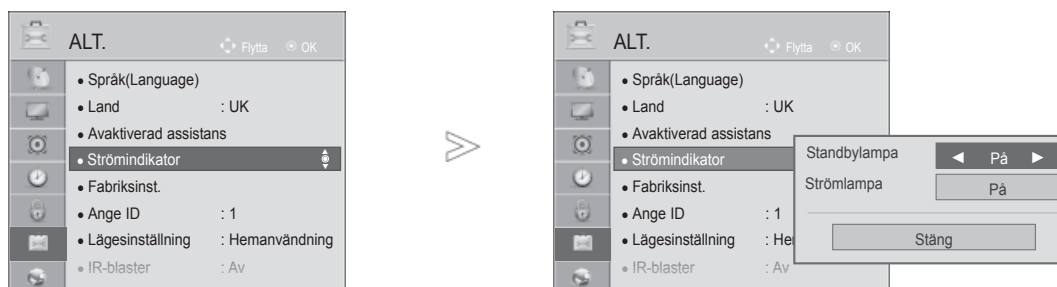 ALT. Flytta OK
• Språk(Language)
• Land : UK
• Avaktiverad assistans
• Strömindikator
• Fabriksinst.
• Ange ID : 1
• Lägesinställning : Hemanvändning
• IR-blaster : Av
ALT. Flytta OK
• Språk(Language)
• Land : UK
• Avaktiverad assistans
• Strömindikator
• Fabriksinst.
• Ange ID : 1
• Lägesinställning : He
• IR-blaster : Av
Standbylampa ◄ På ►
Strömlampa På
Stäng